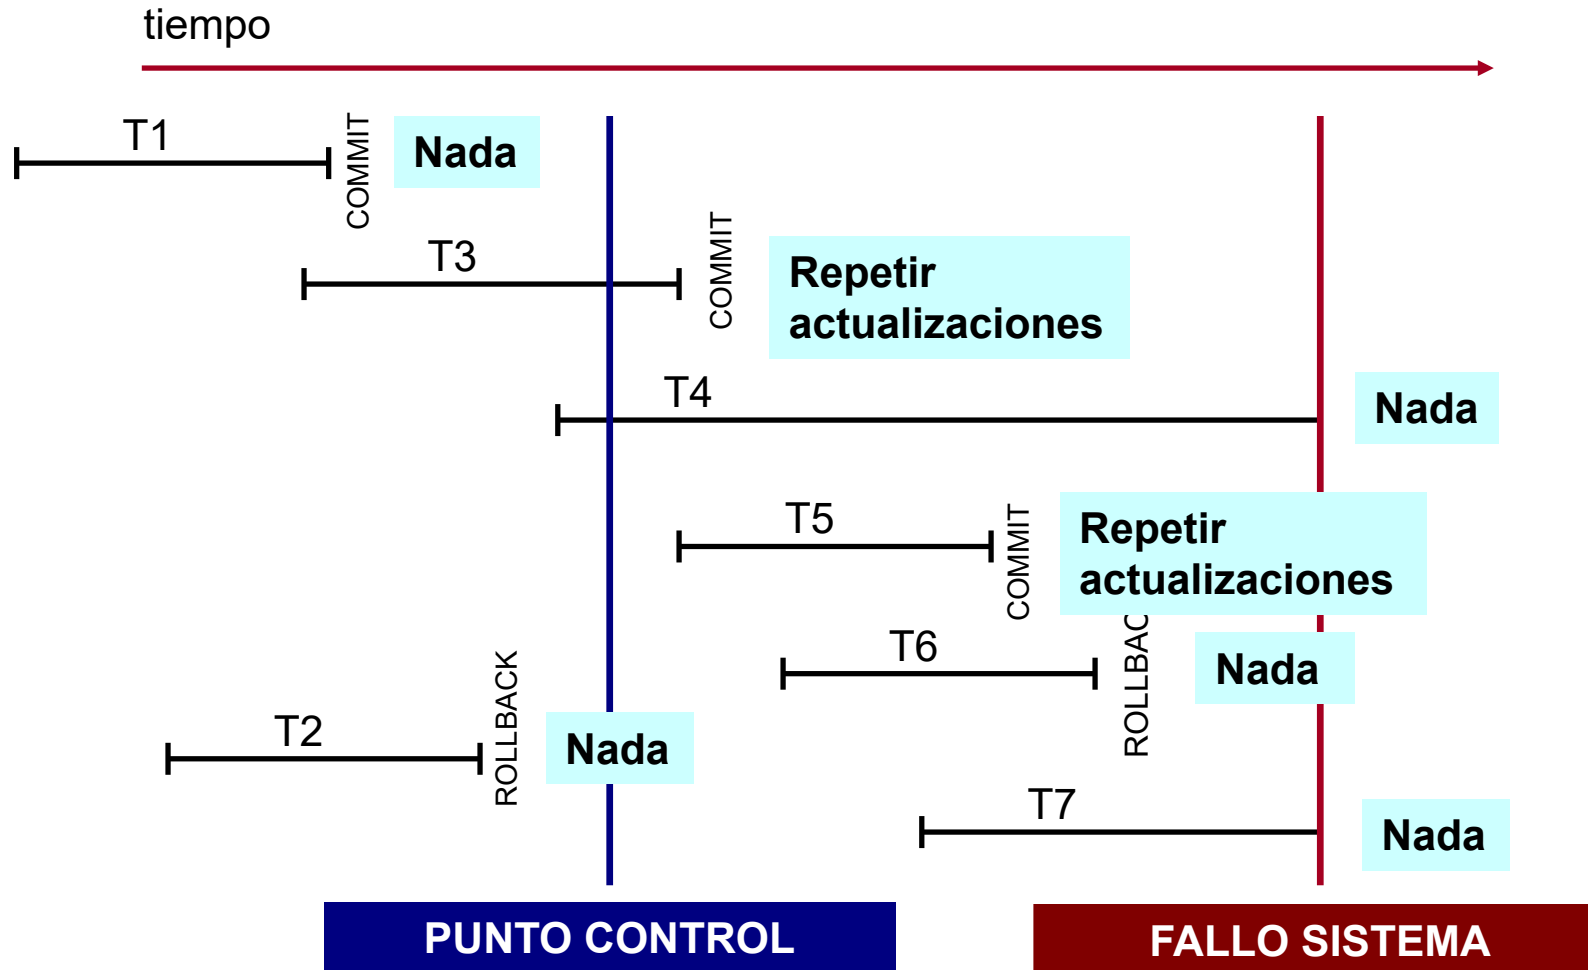 tiempo
T1
COMMIT
Nada
T3
COMMIT
Repetir
actualizaciones
T4
Nada
T5
COMMIT
Repetir
actualizaciones
T6
ROLLBAC
Nada
T2
ROLLBACK
Nada
T7
Nada
PUNTO CONTROL
FALLO SISTEMA